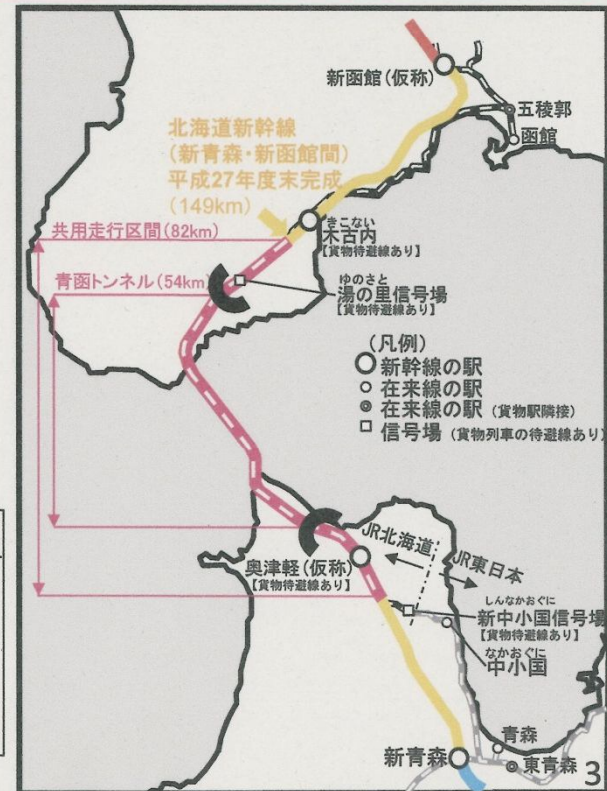 新函館(仮称)
五稜郭
函館
北海道新幹線
(新青森・新函館間)
平成27年度末完成
(149km)
きこない
木古内
【貨物待避線あり】
共用走行区間(82km)
青函トンネル(54km)
ゆのさと
湯の里信号場
【貨物待避線あり】
(凡例)
新幹線の駅
在来線の駅
在来線の駅 (貨物駅隣接)
信号場 (貨物列車の待避線あり)
JR北海道
JR東日本
奥津軽(仮称)
【貨物待避線あり】
しんなかおぐに
新中小国信号場
【貨物待避線あり】
なかおぐに
中小国
新青森
青森
東青森
3